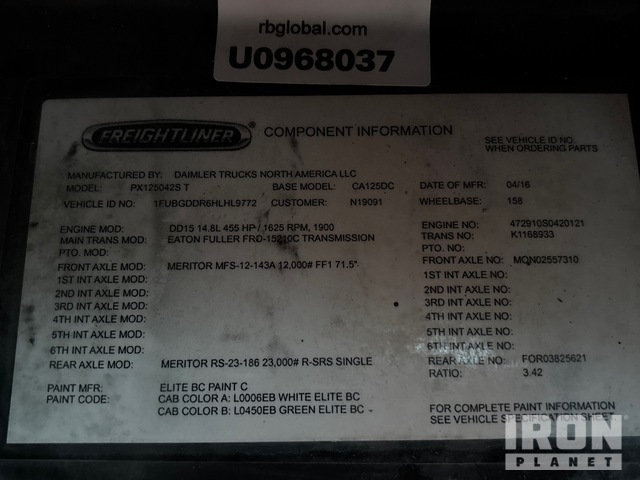 rbglobal.com
U0968037
FREIGHTLINER ® COMPONENT INFORMATION
SEE VEHICLE ID NO.
WHEN ORDERING PARTS
MANUFACTURED BY: DAIMLER TRUCKS NORTH AMERICA LLC
MODEL: PX125042S T BASE MODEL: CA125DC DATE OF MFR: 04/16
VEHICLE ID NO: 1FUBGDDR6HLHL9772 CUSTOMER: N19091 WHEELBASE: 158
ENGINE MOD: DD15 14.8L 455 HP / 1625 RPM, 1900 ENGINE NO: 472910S0420121
MAIN TRANS MOD: EATON FULLER FRO-15210C TRANSMISSION TRANS NO: K1168933
PTO. MOD: PTO. NO:
FRONT AXLE MOD: MERITOR MFS-12-143A 12,000# FF1 71.5" FRONT AXLE NO: MQN02557310
1ST INT AXLE MOD: 1ST INT AXLE NO:
2ND INT AXLE MOD: 2ND INT AXLE NO:
3RD INT AXLE MOD: 3RD INT AXLE NO:
4TH INT AXLE MOD: 4TH INT AXLE NO:
5TH INT AXLE MOD: 5TH INT AXLE NO:
6TH INT AXLE MOD: 6TH INT AXLE NO:
REAR AXLE MOD: MERITOR RS-23-186 23,000# R-SRS SINGLE REAR AXLE NO: FOR03825621
RATIO: 3.42
PAINT MFR: ELITE BC PAINT C
PAINT CODE: CAB COLOR A: L0006EB WHITE ELITE BC
CAB COLOR B: L0450EB GREEN ELITE BC
FOR COMPLETE PAINT INFORMATION
SEE VEHICLE SPECIFICATION SHEET
IRON
PLANET